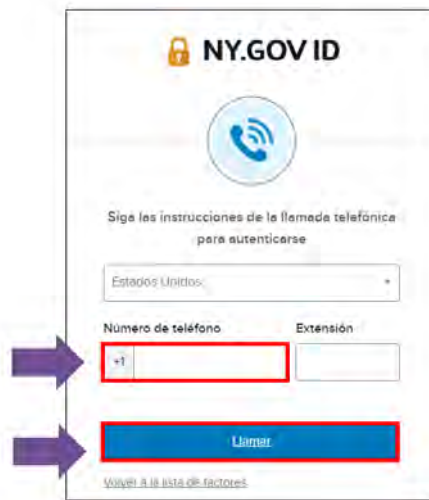 NY.GOV ID
Siga las instrucciones de la llamada telefónica
para autenticarse
Estados Unidos
Número de teléfono Extensión
+1
Llamar
Volver a la lista de factores